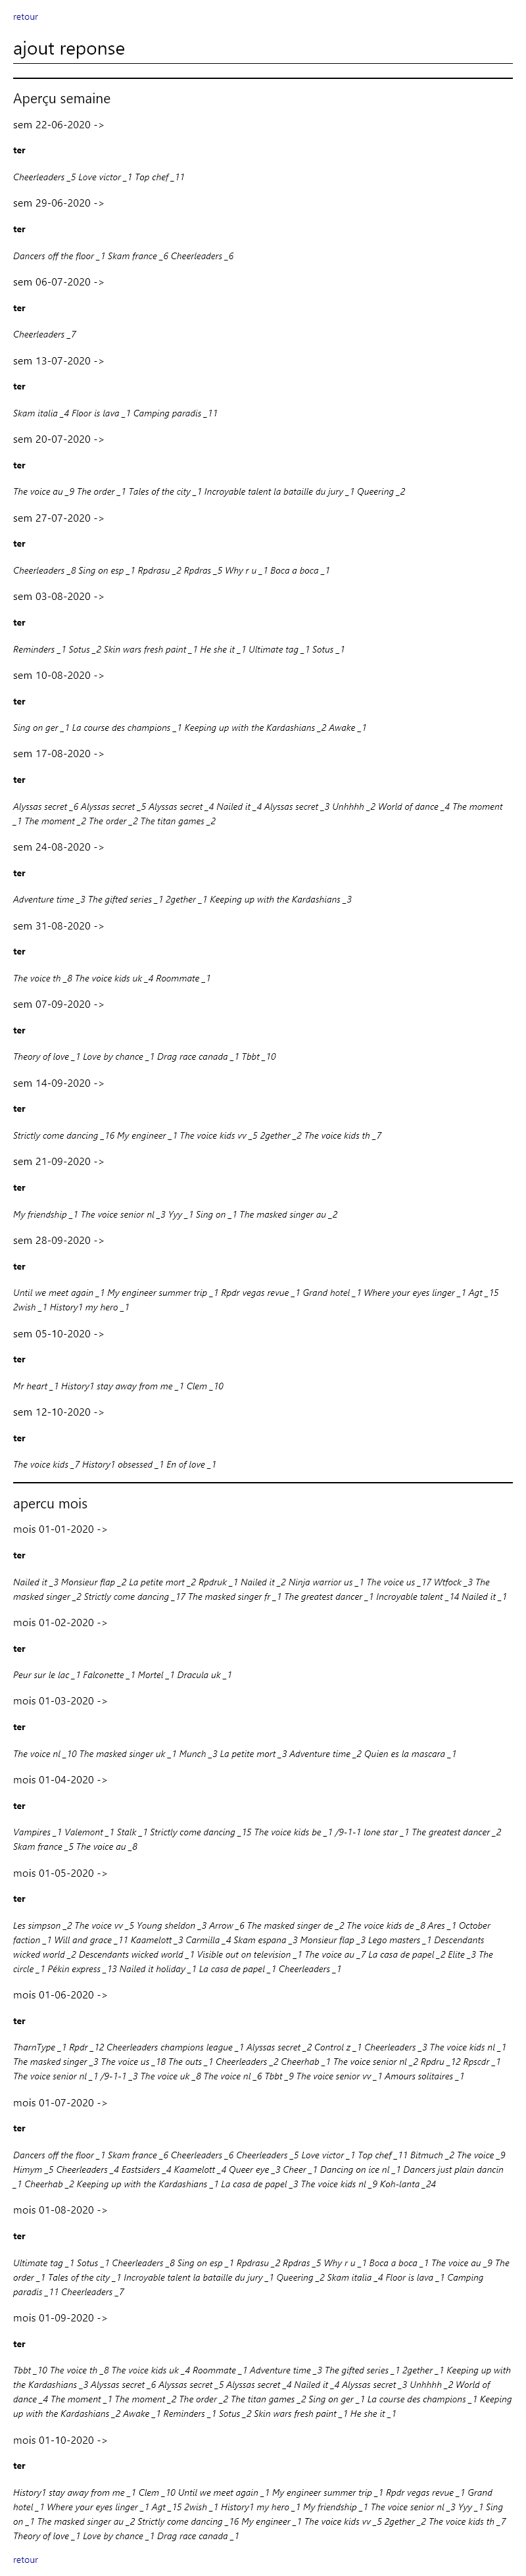 retour
ajout reponse
Aperçu semaine
sem 22-06-2020 ->
ter
Cheerleaders _5 Love victor _1 Top chef _11
sem 29-06-2020 ->
ter
Dancers off the floor _1 Skam france _6 Cheerleaders _6
sem 06-07-2020 ->
ter
Cheerleaders _7
sem 13-07-2020 ->
ter
Skam italia _4 Floor is lava _1 Camping paradis _11
sem 20-07-2020 ->
ter
The voice au _9 The order _1 Tales of the city _1 Incroyable talent la bataille du jury _1 Queering _2
sem 27-07-2020 ->
ter
Cheerleaders _8 Sing on esp _1 Rpdrasu _2 Rpdras _5 Why r u _1 Boca a boca _1
sem 03-08-2020 ->
ter
Reminders _1 Sotus _2 Skin wars fresh paint _1 He she it _1 Ultimate tag _1 Sotus _1
sem 10-08-2020 ->
ter
Sing on ger _1 La course des champions _1 Keeping up with the Kardashians _2 Awake _1
sem 17-08-2020 ->
ter
Alyssas secret _6 Alyssas secret _5 Alyssas secret _4 Nailed it _4 Alyssas secret _3 Unhhhh _2 World of dance _4 The moment
_1 The moment _2 The order _2 The titan games _2
sem 24-08-2020 ->
ter
Adventure time _3 The gifted series _1 2gether _1 Keeping up with the Kardashians _3
sem 31-08-2020 ->
ter
The voice th _8 The voice kids uk _4 Roommate _1
sem 07-09-2020 ->
ter
Theory of love _1 Love by chance _1 Drag race canada _1 Tbbt _10
sem 14-09-2020 ->
ter
Strictly come dancing _16 My engineer _1 The voice kids vv _5 2gether _2 The voice kids th _7
sem 21-09-2020 ->
ter
My friendship _1 The voice senior nl _3 Yyy _1 Sing on _1 The masked singer au _2
sem 28-09-2020 ->
ter
Until we meet again _1 My engineer summer trip _1 Rpdr vegas revue _1 Grand hotel _1 Where your eyes linger _1 Agt _15
2wish _1 History1 my hero _1
sem 05-10-2020 ->
ter
Mr heart _1 History1 stay away from me _1 Clem _10
sem 12-10-2020 ->
ter
The voice kids _7 History1 obsessed _1 En of love _1
apercu mois
mois 01-01-2020 ->
ter
Nailed it _3 Monsieur flap _2 La petite mort _2 Rpdruk _1 Nailed it _2 Ninja warrior us _1 The voice us _17 Wtfock _3 The
masked singer _2 Strictly come dancing _17 The masked singer fr _1 The greatest dancer _1 Incroyable talent _14 Nailed it _1
mois 01-02-2020 ->
ter
Peur sur le lac _1 Falconette _1 Mortel _1 Dracula uk _1
mois 01-03-2020 ->
ter
The voice nl _10 The masked singer uk _1 Munch _3 La petite mort _3 Adventure time _2 Quien es la mascara _1
mois 01-04-2020 ->
ter
Vampires _1 Valemont _1 Stalk _1 Strictly come dancing _15 The voice kids be _1 /9-1-1 lone star _1 The greatest dancer _2
Skam france _5 The voice au _8
mois 01-05-2020 ->
ter
Les simpson _2 The voice vv _5 Young sheldon _3 Arrow _6 The masked singer de _2 The voice kids de _8 Ares _1 October
faction _1 Will and grace _11 Kaamelott _3 Carmilla _4 Skam espana _3 Monsieur flap _3 Lego masters _1 Descendants
wicked world _2 Descendants wicked world _1 Visible out on television _1 The voice au _7 La casa de papel _2 Elite _3 The
circle _1 Pékin express _13 Nailed it holiday _1 La casa de papel _1 Cheerleaders _1
mois 01-06-2020 ->
ter
TharnType _1 Rpdr _12 Cheerleaders champions league _1 Alyssas secret _2 Control z _1 Cheerleaders _3 The voice kids nl _1
The masked singer _3 The voice us _18 The outs _1 Cheerleaders _2 Cheerhab _1 The voice senior nl _2 Rpdru _12 Rpscdr _1
The voice senior nl _1 /9-1-1 _3 The voice uk _8 The voice nl _6 Tbbt _9 The voice senior vv _1 Amours solitaires _1
mois 01-07-2020 ->
ter
Dancers off the floor _1 Skam france _6 Cheerleaders _6 Cheerleaders _5 Love victor _1 Top chef _11 Bitmuch _2 The voice _9
Himym _5 Cheerleaders _4 Eastsiders _4 Kaamelott _4 Queer eye _3 Cheer _1 Dancing on ice nl _1 Dancers just plain dancin
_1 Cheerhab _2 Keeping up with the Kardashians _1 La casa de papel _3 The voice kids nl _9 Koh-lanta _24
mois 01-08-2020 ->
ter
Ultimate tag _1 Sotus _1 Cheerleaders _8 Sing on esp _1 Rpdrasu _2 Rpdras _5 Why r u _1 Boca a boca _1 The voice au _9 The
order _1 Tales of the city _1 Incroyable talent la bataille du jury _1 Queering _2 Skam italia _4 Floor is lava _1 Camping
paradis _11 Cheerleaders _7
mois 01-09-2020 ->
ter
Tbbt _10 The voice th _8 The voice kids uk _4 Roommate _1 Adventure time _3 The gifted series _1 2gether _1 Keeping up with
the Kardashians _3 Alyssas secret _6 Alyssas secret _5 Alyssas secret _4 Nailed it _4 Alyssas secret _3 Unhhhh _2 World of
dance _4 The moment _1 The moment _2 The order _2 The titan games _2 Sing on ger _1 La course des champions _1 Keeping
up with the Kardashians _2 Awake _1 Reminders _1 Sotus _2 Skin wars fresh paint _1 He she it _1
mois 01-10-2020 ->
ter
History1 stay away from me _1 Clem _10 Until we meet again _1 My engineer summer trip _1 Rpdr vegas revue _1 Grand
hotel _1 Where your eyes linger _1 Agt _15 2wish _1 History1 my hero _1 My friendship _1 The voice senior nl _3 Yyy _1 Sing
on _1 The masked singer au _2 Strictly come dancing _16 My engineer _1 The voice kids vv _5 2gether _2 The voice kids th _7
Theory of love _1 Love by chance _1 Drag race canada _1
retour